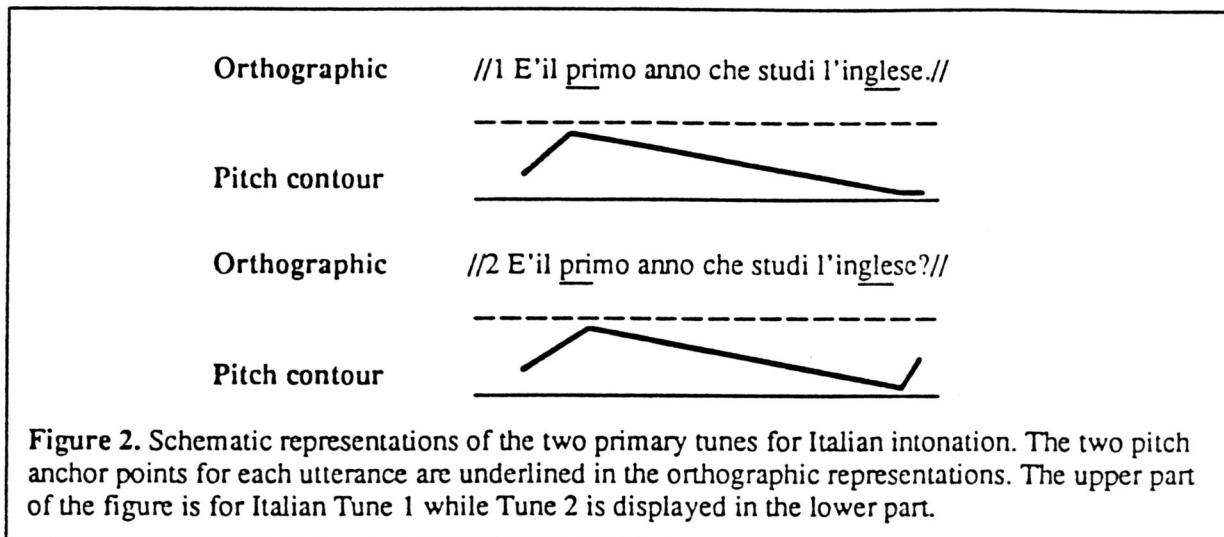 Orthographic //1 E'il primo anno che studi l'inglese.//
Pitch contour
Orthographic //2 E'il primo anno che studi l'inglese?//
Pitch contour
Figure 2. Schematic representations of the two primary tunes for Italian intonation. The two pitch
anchor points for each utterance are underlined in the orthographic representations. The upper part
of the figure is for Italian Tune 1 while Tune 2 is displayed in the lower part.